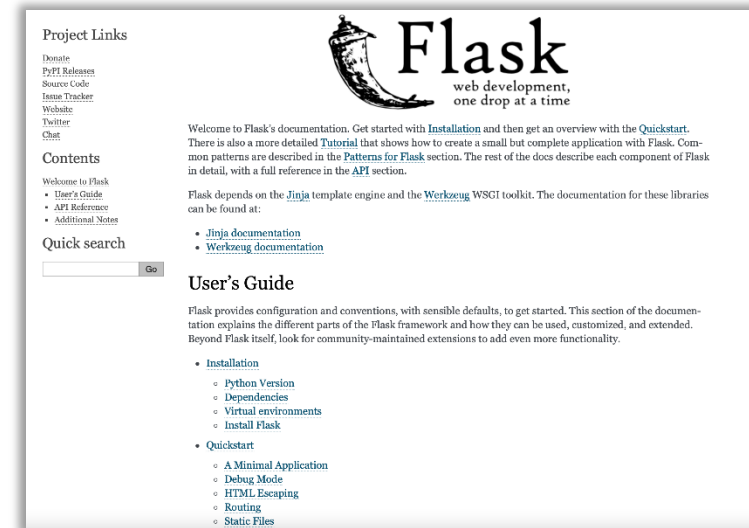 Project Links
Donate
PyPI Releases
Source Code
Issue Tracker
Website
Twitter
Chat
Contents
Welcome to Flask
User's Guide
API Reference
Additional Notes
Quick search
Go
Flask
web development,
one drop at a time
Welcome to Flask's documentation. Get started with Installation and then get an overview with the Quickstart.
There is also a more detailed Tutorial that shows how to create a small but complete application with Flask. Com-
mon patterns are described in the Patterns for Flask section. The rest of the docs describe each component of Flask
in detail, with a full reference in the API section.
Flask depends on the Jinja template engine and the Werkzeug WSGI toolkit. The documentation for these libraries
can be found at:
Jinja documentation
Werkzeug documentation
User's Guide
Flask provides configuration and conventions, with sensible defaults, to get started. This section of the documen-
tation explains the different parts of the Flask framework and how they can be used, customized, and extended.
Beyond Flask itself, look for community-maintained extensions to add even more functionality.
Installation
Python Version
Dependencies
Virtual environments
Install Flask
Quickstart
A Minimal Application
Debug Mode
HTML Escaping
Routing
Static Files